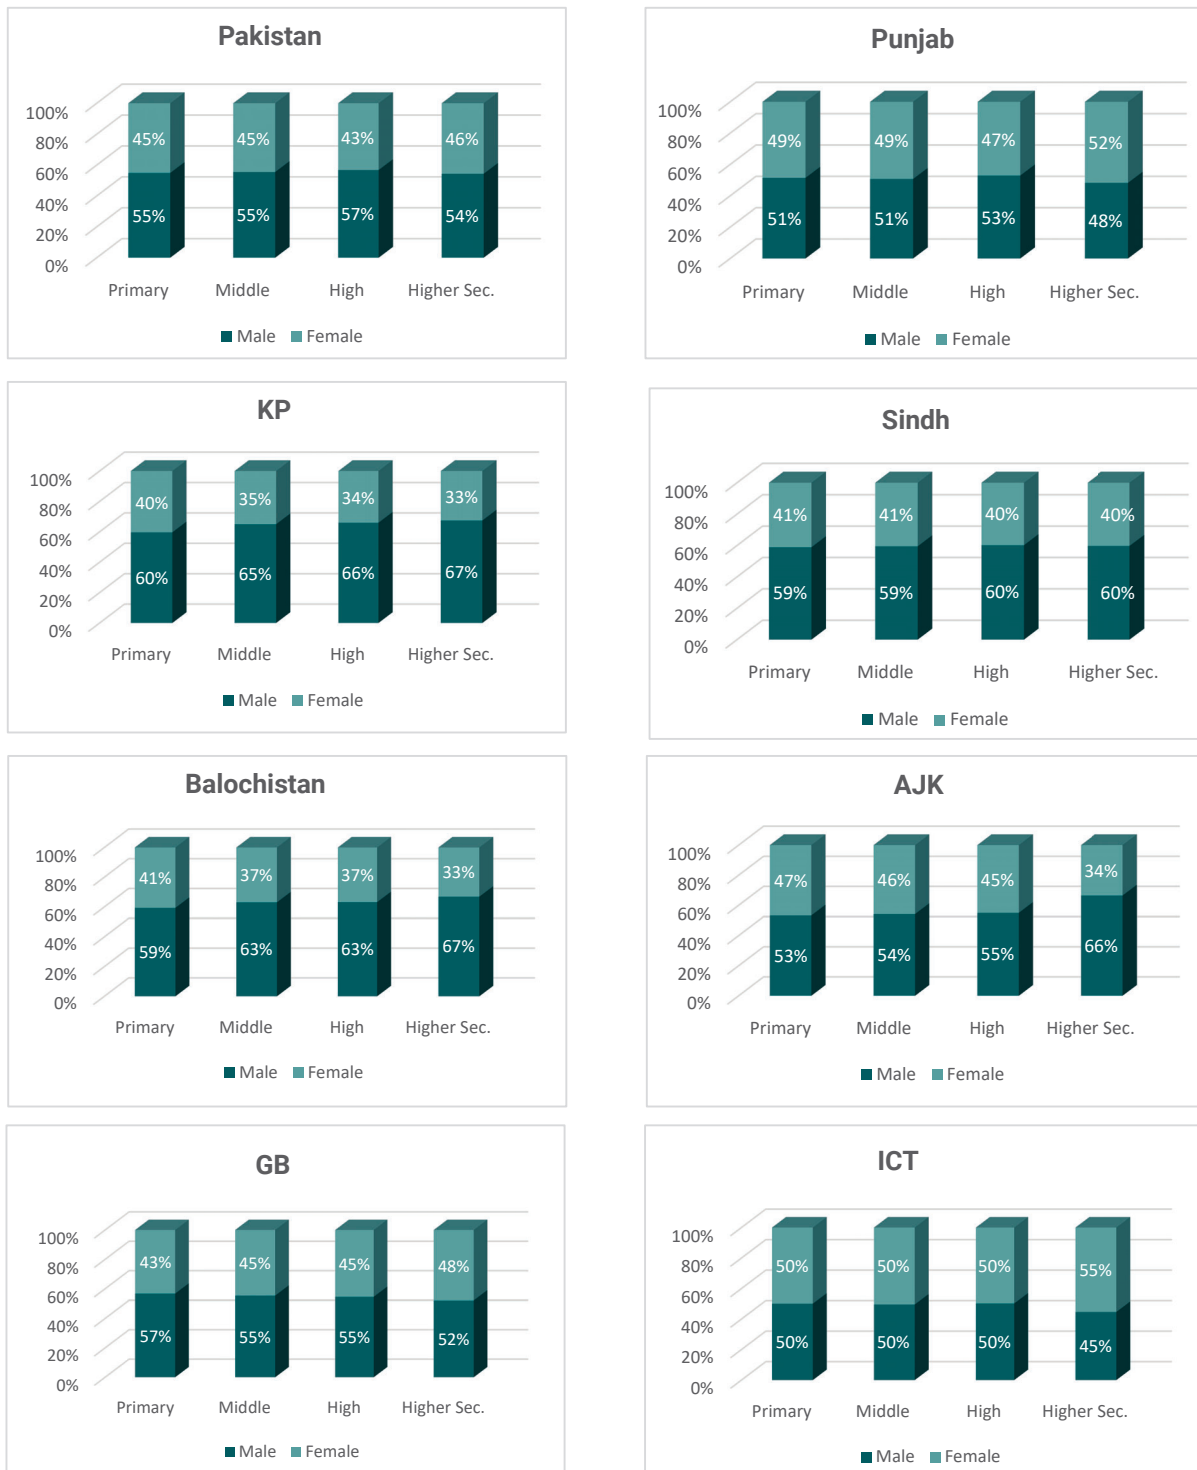 Pakistan
100%
80%
60%
40%
20%
0%
45% 45% 43% 46%
55% 55% 57% 54%
Primary Middle High Higher Sec.
Male Female
Punjab
100%
80%
60%
40%
20%
0%
49% 49% 47% 52%
51% 51% 53% 48%
Primary Middle High Higher Sec.
Male Female
KP
100%
80%
60%
40%
20%
0%
40% 35% 34% 33%
60% 65% 66% 67%
Primary Middle High Higher Sec.
Male Female
Sindh
100%
80%
60%
40%
20%
0%
41% 41% 40% 40%
59% 59% 60% 60%
Primary Middle High Higher Sec.
Male Female
Balochistan
100%
80%
60%
40%
20%
0%
41% 37% 37% 33%
59% 63% 63% 67%
Primary Middle High Higher Sec.
Male Female
AJK
100%
80%
60%
40%
20%
0%
47% 46% 45% 34%
53% 54% 55% 66%
Primary Middle High Higher Sec.
Male Female
GB
100%
80%
60%
40%
20%
0%
43% 45% 45% 48%
57% 55% 55% 52%
Primary Middle High Higher Sec.
Male Female
ICT
100%
80%
60%
40%
20%
0%
50% 50% 50% 55%
50% 50% 50% 45%
Primary Middle High Higher Sec.
Male Female